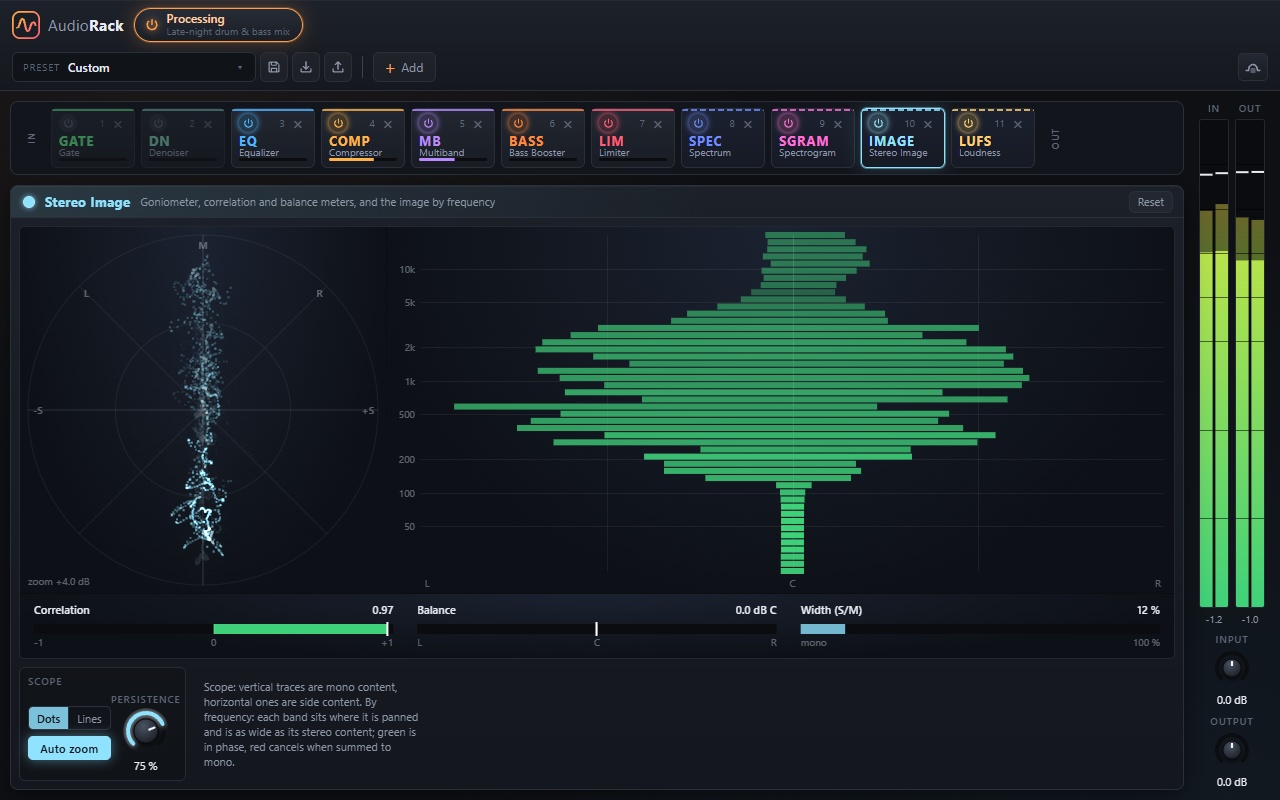 AudioRack
Processing
Late-night drum & bass mix
PRESET Custom
+ Add
IN
1
GATE
Gate
2
DN
Denoiser
3
EQ
Equalizer
4
COMP
Compressor
5
MB
Multiband
6
BASS
Bass Booster
7
LIM
Limiter
8
SPEC
Spectrum
9
SGRAM
Spectrogram
10
IMAGE
Stereo Image
11
LUFS
Loudness
OUT
IN OUT
Stereo Image Goniometer, correlation and balance meters, and the image by frequency Reset
M
L R
-S +S
zoom +4.0 dB
10k
5k
2k
1k
500
200
100
50
L C R
Correlation 0.97
-1 0 +1
Balance 0.0 dB C
L C R
Width (S/M) 12 %
mono 100 %
SCOPE
Dots Lines
Auto zoom
PERSISTENCE
75 %
Scope: vertical traces are mono content,
horizontal ones are side content. By
frequency: each band sits where it is panned
and is as wide as its stereo content; green is
in phase, red cancels when summed to
mono.
-1.2 -1.0
INPUT
0.0 dB
OUTPUT
0.0 dB